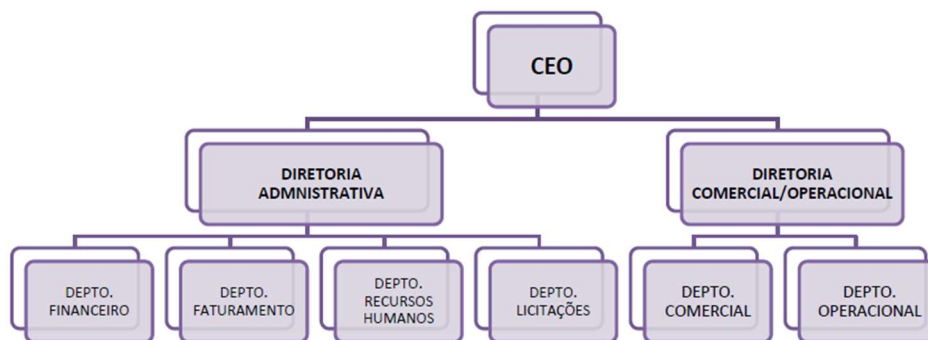 CEO
DIRETORIA
ADMNISTRATIVA
DIRETORIA
COMERCIAL/OPERACIONAL
DEPTO.
FINANCEIRO
DEPTO.
FATURAMENTO
DEPTO.
RECURSOS
HUMANOS
DEPTO.
LICITAÇÕES
DEPTO.
COMERCIAL
DEPTO.
OPERACIONAL